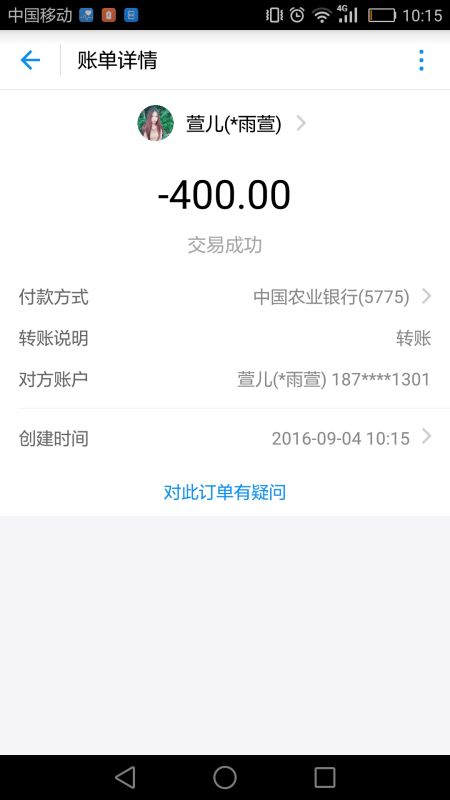 中国移动 4G 10:15
账单详情
萱儿(*雨萱)
-400.00
交易成功
付款方式 中国农业银行(5775)
转账说明 转账
对方账户 萱儿(*雨萱) 187****1301
创建时间 2016-09-04 10:15
对此订单有疑问